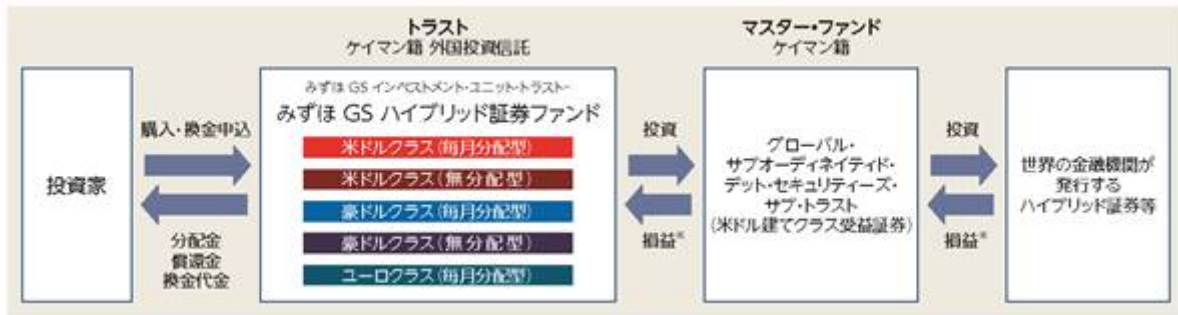 トラスト
ケイマン籍 外国投資信託
マスター・ファンド
ケイマン籍
投資家
購入・換金申込
分配金
償還金
換金代金
みずほ GS インベストメント・ユニット・トラスト-
みずほ GS ハイブリッド証券ファンド
米ドルクラス(毎月分配型)
米ドルクラス(無分配型)
豪ドルクラス(毎月分配型)
豪ドルクラス(無分配型)
ユーロクラス(毎月分配型)
投資
損益※
グローバル・
サブオーディネイティド・
デット・セキュリティーズ・
サブ・トラスト
(米ドル建てクラス受益証券)
投資
損益※
世界の金融機関が
発行する
ハイブリッド証券等